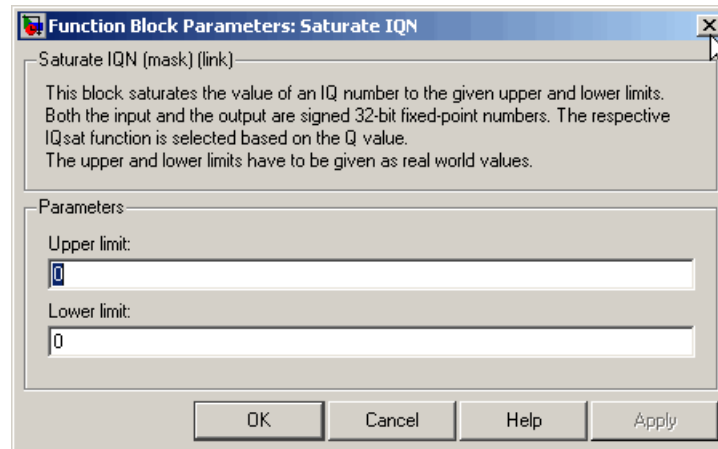 Function Block Parameters: Saturate IQN
Saturate IQN (mask) (link)
This block saturates the value of an IQ number to the given upper and lower limits.
Both the input and the output are signed 32-bit fixed-point numbers. The respective
IQsat function is selected based on the Q value.
The upper and lower limits have to be given as real world values.
Parameters
Upper limit:
0
Lower limit:
0
OK Cancel Help Apply